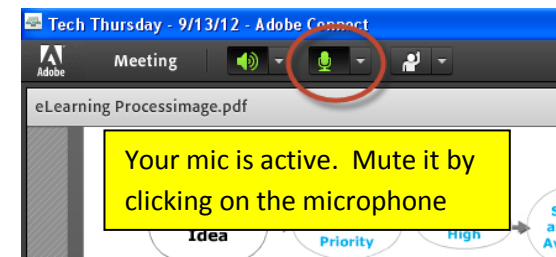 Tech Thursday - 9/13/12 - Adobe Connect
Adobe
Meeting
eLearning Processimage.pdf
Your mic is active.  Mute it by
clicking on the microphone
Idea
Priority
High